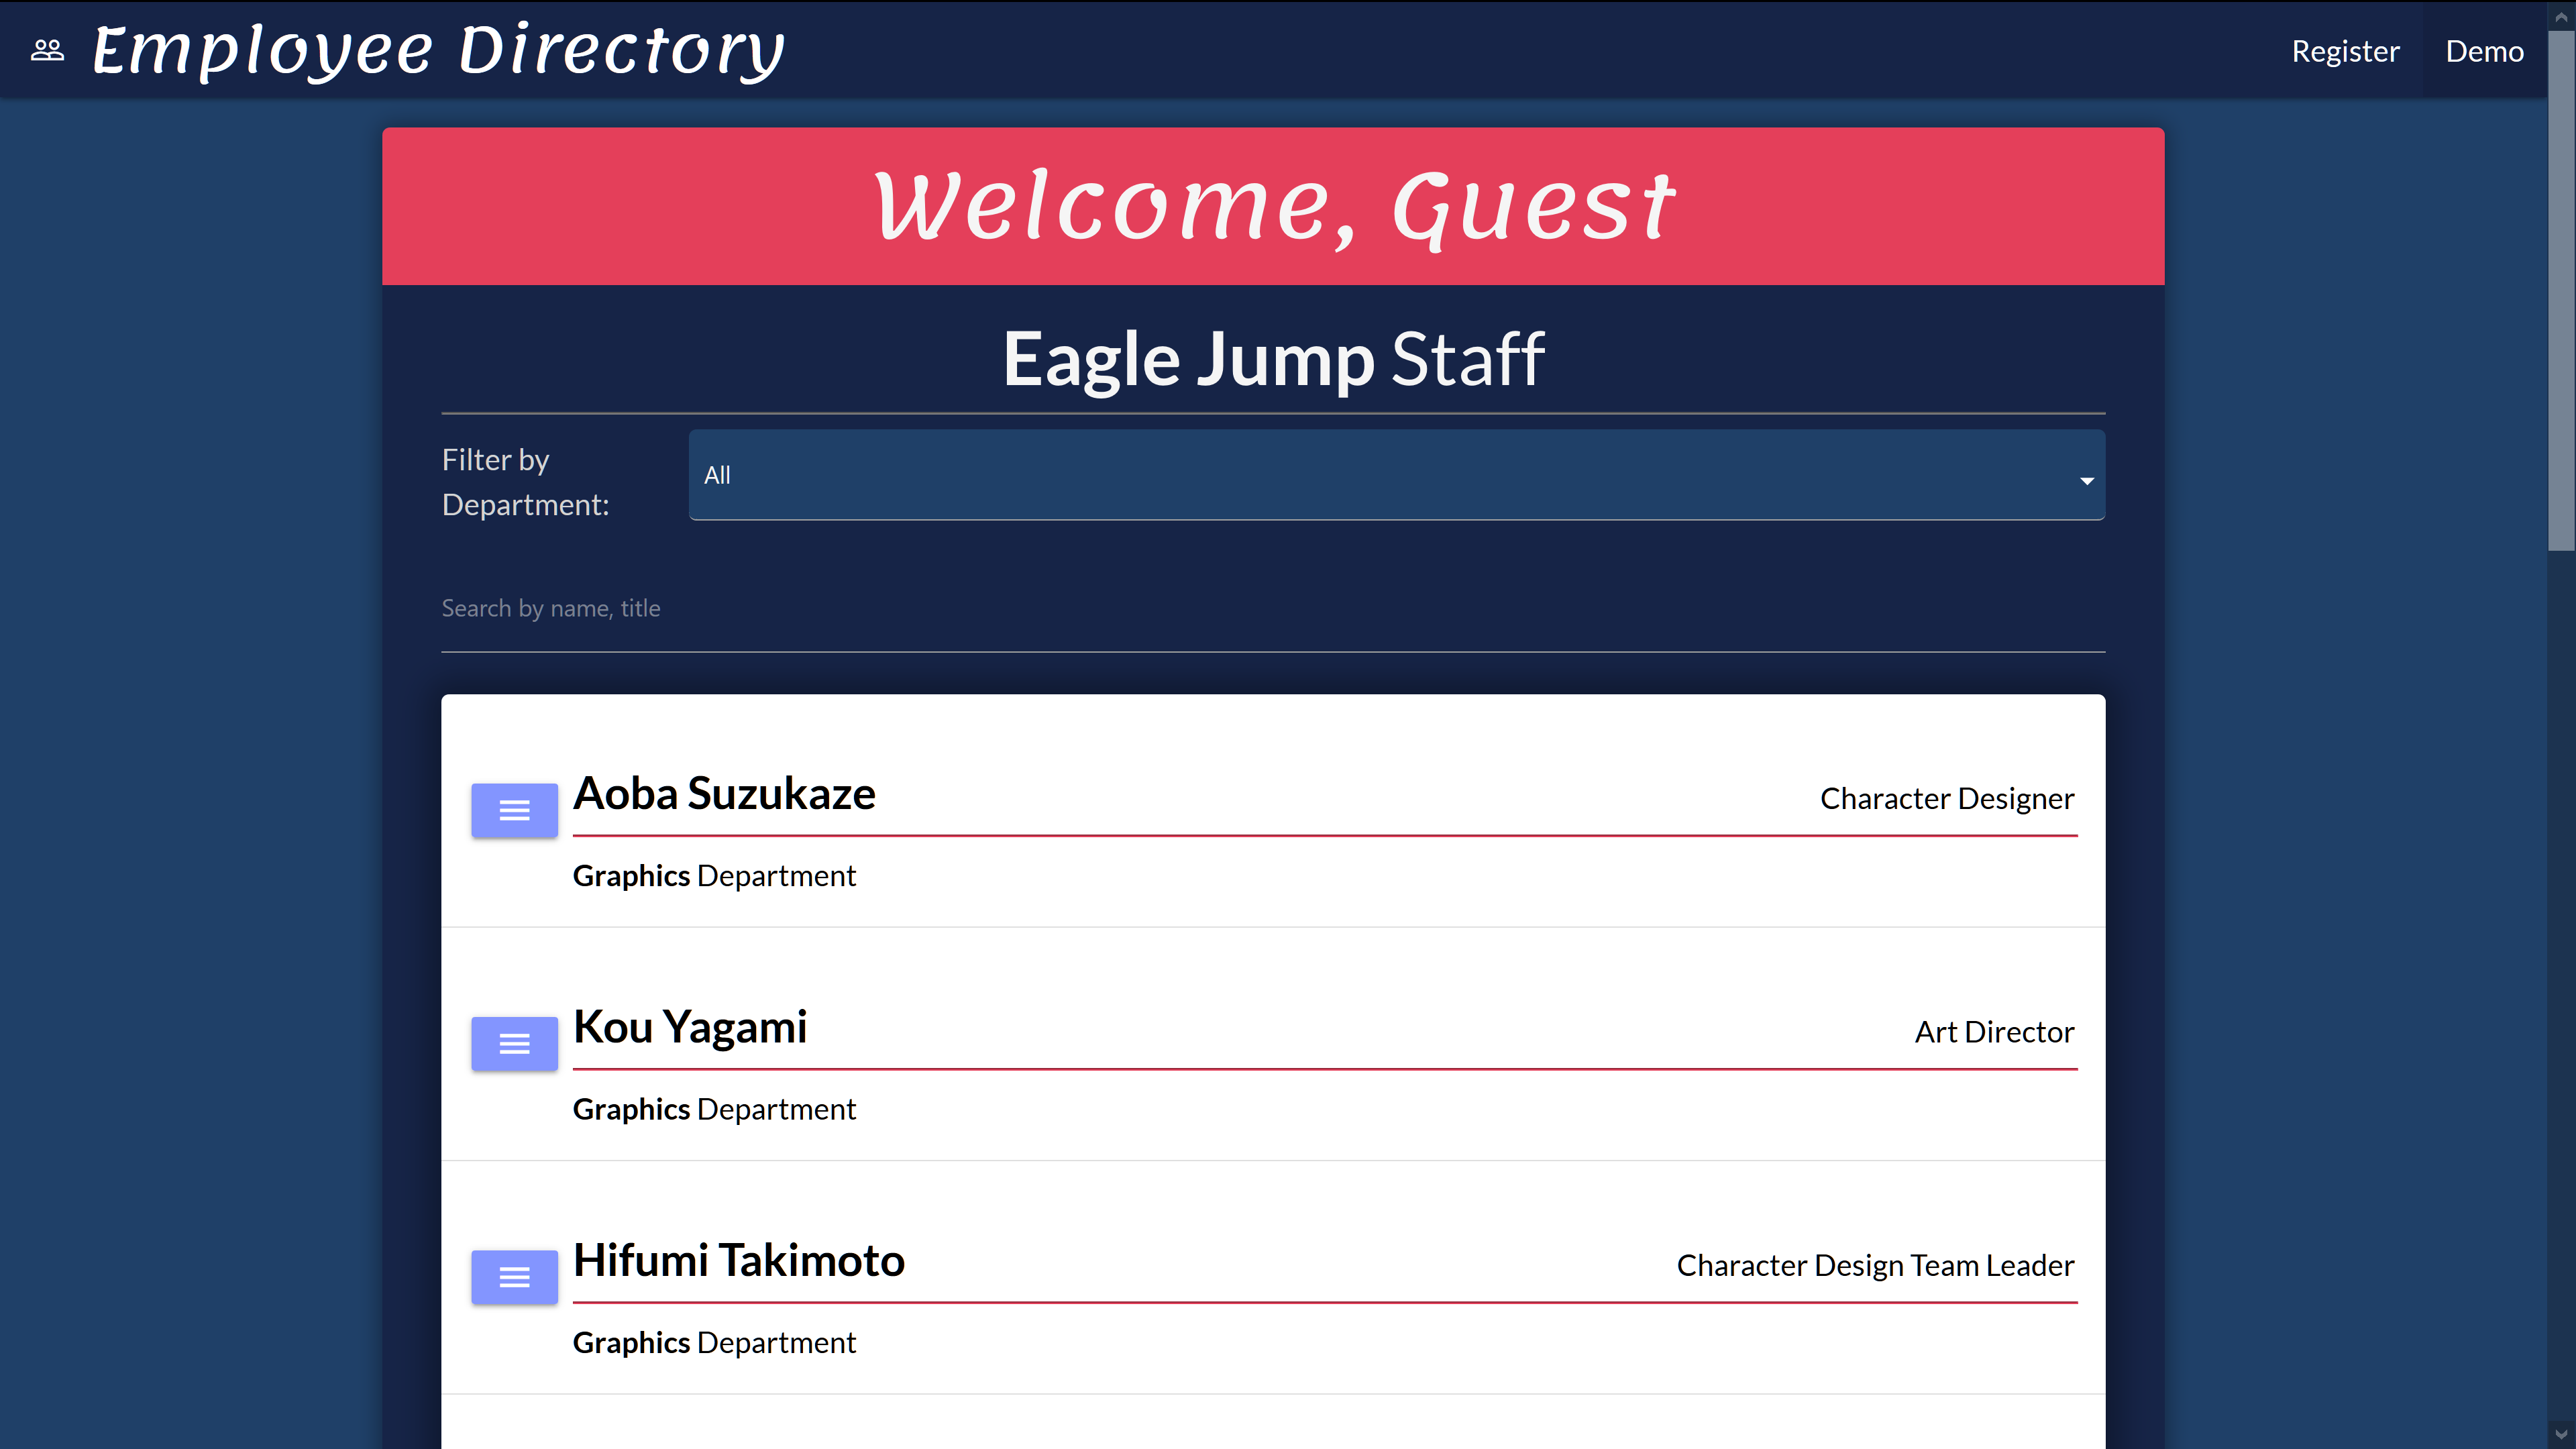 Employee Directory
Register
Demo
Welcome, Guest
Eagle Jump Staff
Filter by
Department:
All
Search by name, title
Aoba Suzukaze
Character Designer
Graphics Department
Kou Yagami
Art Director
Graphics Department
Hifumi Takimoto
Character Design Team Leader
Graphics Department